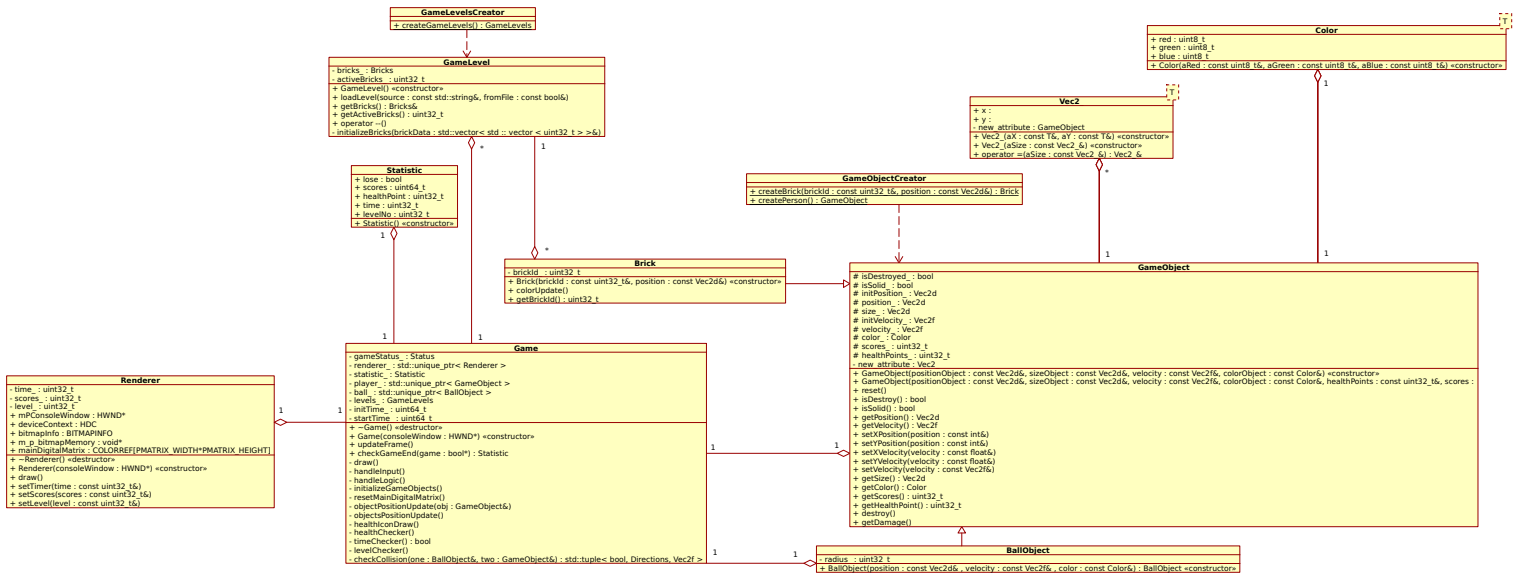 GameLevelsCreator
+ createGameLevels() : GameLevels
GameLevel
- bricks_ : Bricks
- activeBricks_ : uint32_t
+ GameLevel() «constructor»
+ loadLevel(source : const std::string&, fromFile : const bool&)
+ getBricks() : Bricks&
+ getActiveBricks() : uint32_t
+ operator --()
- initializeBricks(brickData : std::vector< std :: vector < uint32_t > >&)
*
1
Statistic
+ lose : bool
+ scores : uint64_t
+ healthPoint : uint32_t
+ time : uint32_t
+ levelNo : uint32_t
+ Statistic() «constructor»
1
1
1
*
Brick
- brickId_ : uint32_t
+ Brick(brickId : const uint32_t&, position : const Vec2d&) «constructor»
+ colorUpdate()
+ getBrickId() : uint32_t
GameObjectCreator
+ createBrick(brickId : const uint32_t&, position : const Vec2d&) : Brick
+ createPerson() : GameObject
T
Vec2_
+ x :
+ y :
- new_attribute : GameObject
+ Vec2_(aX : const T&, aY : const T&) «constructor»
+ Vec2_(aSize : const Vec2_&) «constructor»
+ operator =(aSize : const Vec2_&) : Vec2_&
*
1
T
Color
+ red : uint8_t
+ green : uint8_t
+ blue : uint8_t
+ Color(aRed : const uint8_t&, aGreen : const uint8_t&, aBlue : const uint8_t&) «constructor»
1
1
GameObject
# isDestroyed_ : bool
# isSolid_ : bool
# initPosition_ : Vec2d
# position_ : Vec2d
# size_ : Vec2d
# initVelocity_ : Vec2f
# velocity_ : Vec2f
# color_ : Color
# scores_ : uint32_t
# healthPoints_ : uint32_t
- new_attribute : Vec2_
+ GameObject(positionObject : const Vec2d&, sizeObject : const Vec2d&, velocity : const Vec2f&, colorObject : const Color&) «constructor»
+ GameObject(positionObject : const Vec2d&, sizeObject : const Vec2d&, velocity : const Vec2f&, colorObject : const Color&, healthPoints : const uint32_t&, scores :
+ reset()
+ isDestroy() : bool
+ isSolid() : bool
+ getPosition() : Vec2d
+ getVelocity() : Vec2f
+ setXPosition(position : const int&)
+ setYPosition(position : const int&)
+ setXVelocity(velocity : const float&)
+ setYVelocity(velocity : const float&)
+ setVelocity(velocity : const Vec2f&)
+ getSize() : Vec2d
+ getColor() : Color
+ getScores() : uint32_t
+ getHealthPoint() : uint32_t
+ destroy()
+ getDamage()
Game
- gameStatus_ : Status
- renderer_ : std::unique_ptr< Renderer >
- statistic_ : Statistic
- player_ : std::unique_ptr< GameObject >
- ball_ : std::unique_ptr< BallObject >
- levels_ : GameLevels
- initTime_ : uint64_t
- startTime_ : uint64_t
+ ~Game() «destructor»
+ Game(consoleWindow : HWND*) «constructor»
+ updateFrame()
+ checkGameEnd(game : bool*) : Statistic
- draw()
- handleInput()
- handleLogic()
- initializeGameObjects()
- resetMainDigitalMatrix()
- objectPositionUpdate(obj : GameObject&)
- objectsPositionUpdate()
- healthIconDraw()
- healthChecker()
- timeChecker() : bool
- levelChecker()
- checkCollision(one : BallObject&, two : GameObject&) : std::tuple< bool, Directions, Vec2f >
1
1
1
1
Renderer
- time_ : uint32_t
- scores_ : uint32_t
- level_ : uint32_t
+ mPConsoleWindow : HWND*
+ deviceContext : HDC
+ bitmapInfo : BITMAPINFO
+ m_p_bitmapMemory : void*
+ mainDigitalMatrix : COLORREF[PMATRIX_WIDTH*PMATRIX_HEIGHT]
+ ~Renderer() «destructor»
+ Renderer(consoleWindow : HWND*) «constructor»
+ draw()
+ setTimer(time : const uint32_t&)
+ setScores(scores : const uint32_t&)
+ setLevel(level : const uint32_t&)
1
1
BallObject
- radius_ : uint32_t
+ BallObject(position : const Vec2d& , velocity : const Vec2f& , color : const Color&) : BallObject «constructor»